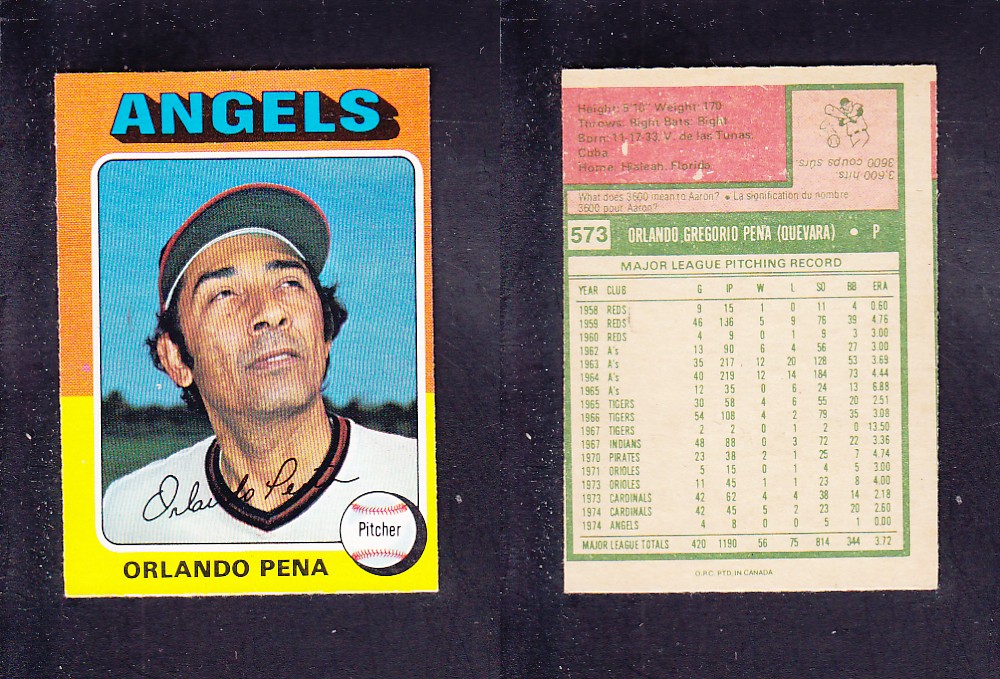 ANGELS
Orlando Pena
Pitcher
ORLANDO PENA
Height: 5'10" Weight: 170
Throws: Right Bats: Right
Born: 11-17-33, V. de las Tunas,
Cuba
Home: Hialeah, Florida
3,600 hits.
3600 coups sûrs.
What does 3600 mean to Aaron? • La signification du nombre
3600 pour Aaron?
573 ORLANDO GREGORIO PENA (QUEVARA) • P
MAJOR LEAGUE PITCHING RECORD
YEAR CLUB G IP W L SO BB ERA
1958 REDS 9 15 1 0 11 4 0.60
1959 REDS 46 136 5 9 76 39 4.76
1960 REDS 4 9 0 1 9 3 3.00
1962 A's 13 90 6 4 56 27 3.00
1963 A's 35 217 12 20 128 53 3.69
1964 A's 40 219 12 14 184 73 4.44
1965 A's 12 35 0 6 24 13 6.88
1965 TIGERS 30 58 4 6 55 20 2.51
1966 TIGERS 54 108 4 2 79 35 3.08
1967 TIGERS 2 2 0 1 2 0 13.50
1967 INDIANS 48 88 0 3 72 22 3.36
1970 PIRATES 23 38 2 1 25 7 4.74
1971 ORIOLES 5 15 0 1 4 5 3.00
1973 ORIOLES 11 45 1 1 23 8 4.00
1973 CARDINALS 42 62 4 4 38 14 2.18
1974 CARDINALS 42 45 5 2 23 20 2.60
1974 ANGELS 4 8 0 0 5 1 0.00
MAJOR LEAGUE TOTALS 420 1190 56 75 814 344 3.72
O.P.C. PTD. IN CANADA